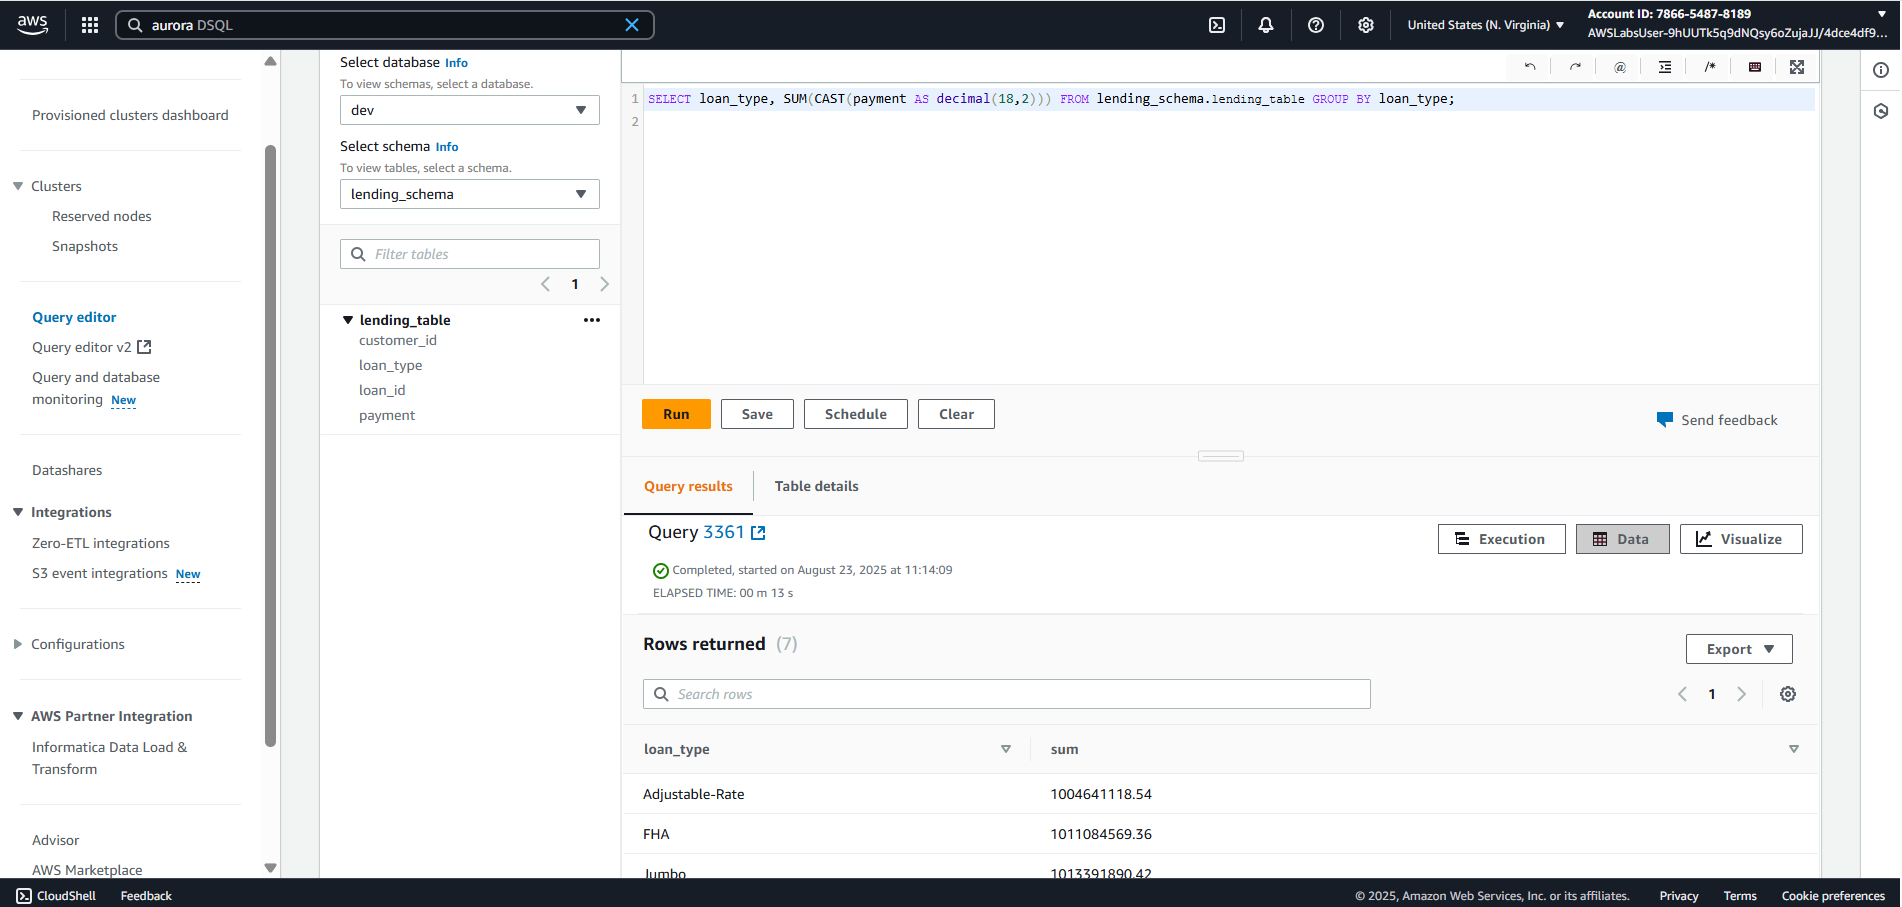 aws
aurora DSQL
United States (N. Virginia)
Account ID: 7866-5487-8189
AWSLabsUser-9hUUTk5q9dNQsy6oZujaJJ/4dce4df9...
Provisioned clusters dashboard
Clusters
Reserved nodes
Snapshots
Query editor
Query editor v2
Query and database
monitoring New
Datashares
Integrations
Zero-ETL integrations
S3 event integrations New
Configurations
AWS Partner Integration
Informatica Data Load &
Transform
Advisor
AWS Marketplace
Select database Info
To view schemas, select a database.
dev
Select schema Info
To view tables, select a schema.
lending_schema
Filter tables
1
lending_table
customer_id
loan_type
loan_id
payment
@
/*
1 SELECT loan_type, SUM(CAST(payment AS decimal(18,2))) FROM lending_schema.lending_table GROUP BY loan_type;
2
Run Save Schedule Clear
Send feedback
Query results Table details
Query 3361
Execution Data Visualize
Completed, started on August 23, 2025 at 11:14:09
ELAPSED TIME: 00 m 13 s
Rows returned (7)
Export
Search rows
1
loan_type sum
Adjustable-Rate 1004641118.54
FHA 1011084569.36
Jumbo 1013391890.42
CloudShell Feedback
© 2025, Amazon Web Services, Inc. or its affiliates. Privacy Terms Cookie preferences